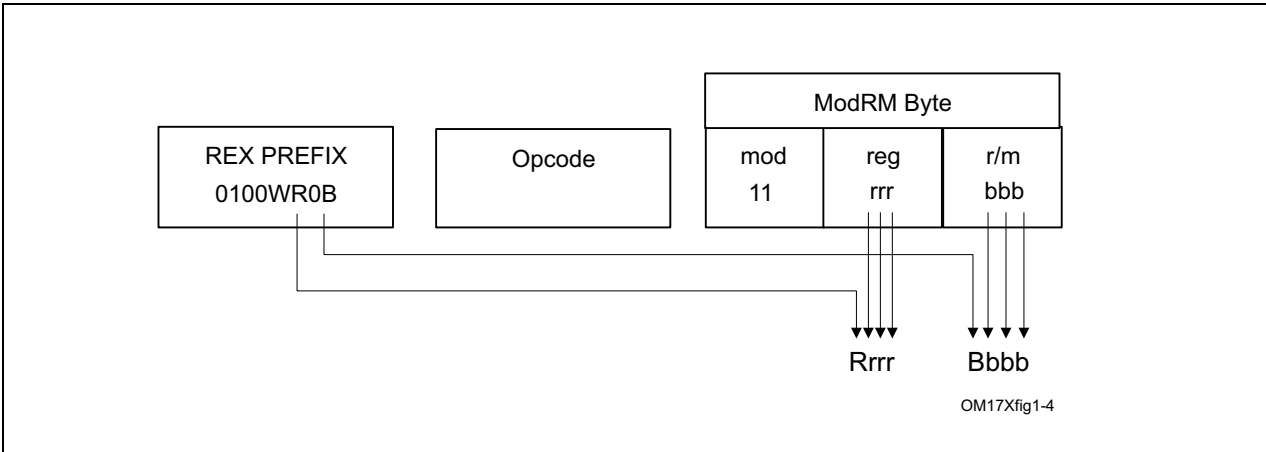 ModRM Byte
REX PREFIX
0100WR0B
Opcode
mod
11
reg
rrr
r/m
bbb
Rrrr
Bbbb
OM17Xfig1-4